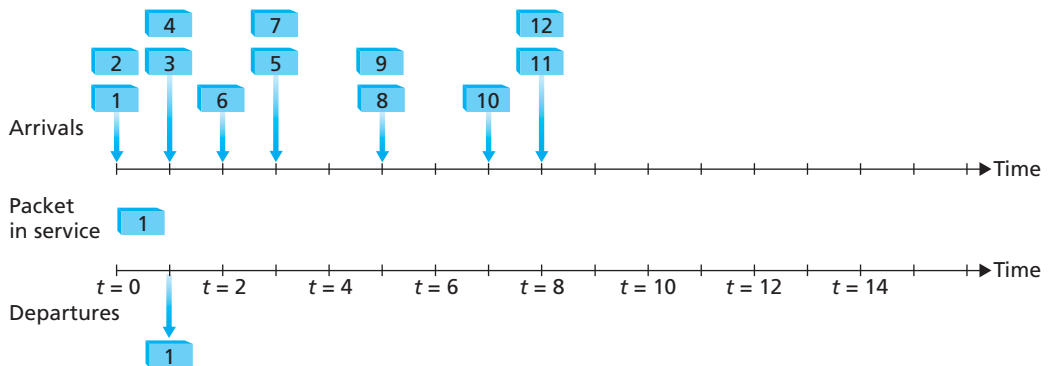 4 7 12
2 3 5 9 11
1 6 8 10
Arrivals
Time
Packet
in service
1
Time
t = 0 t = 2 t = 4 t = 6 t = 8 t = 10 t = 12 t = 14
Departures
1